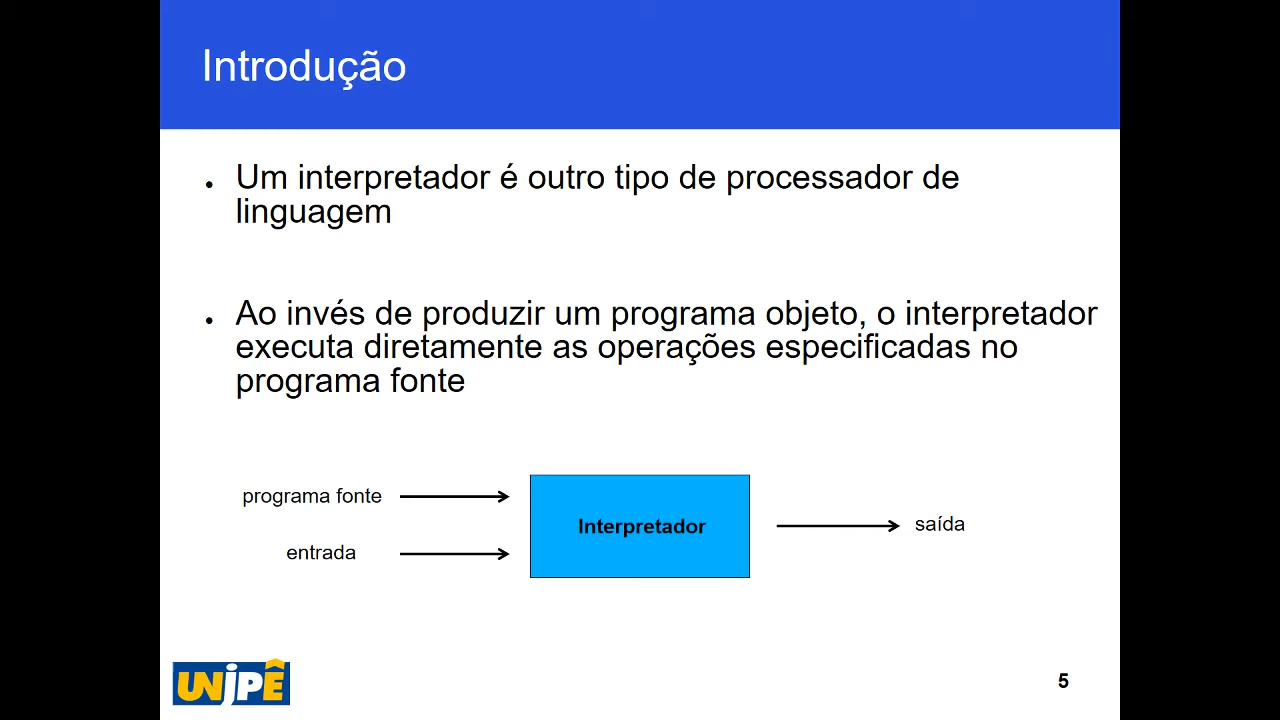 Introdução
• Um interpretador é outro tipo de processador de
linguagem
• Ao invés de produzir um programa objeto, o interpretador
executa diretamente as operações especificadas no
programa fonte
programa fonte
entrada
Interpretador
saída
UNIPÊ
5